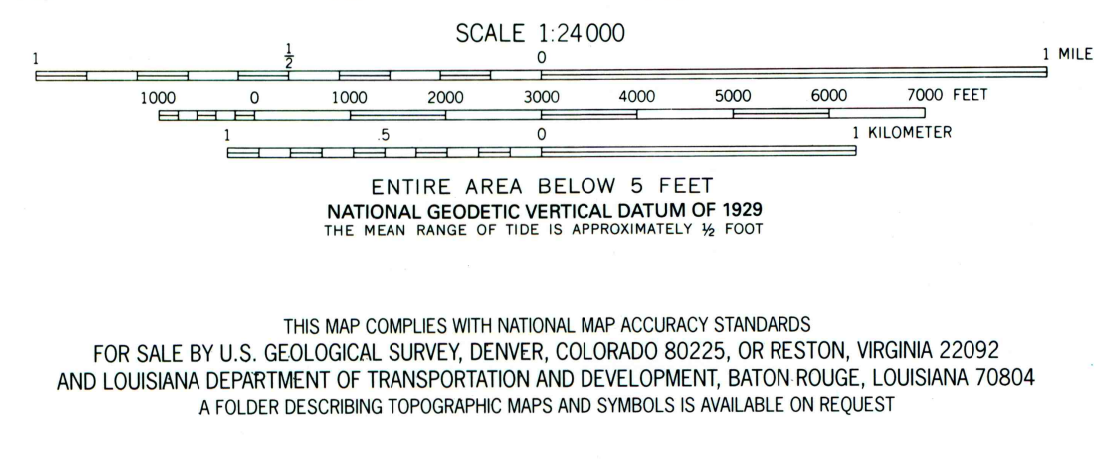 SCALE 1:24000
1 ½ 0 1 MILE
1000 0 1000 2000 3000 4000 5000 6000 7000 FEET
1 .5 0 1 KILOMETER
ENTIRE AREA BELOW 5 FEET
NATIONAL GEODETIC VERTICAL DATUM OF 1929
THE MEAN RANGE OF TIDE IS APPROXIMATELY ½ FOOT
THIS MAP COMPLIES WITH NATIONAL MAP ACCURACY STANDARDS
FOR SALE BY U.S. GEOLOGICAL SURVEY, DENVER, COLORADO 80225, OR RESTON, VIRGINIA 22092
AND LOUISIANA DEPARTMENT OF TRANSPORTATION AND DEVELOPMENT, BATON ROUGE, LOUISIANA 70804
A FOLDER DESCRIBING TOPOGRAPHIC MAPS AND SYMBOLS IS AVAILABLE ON REQUEST